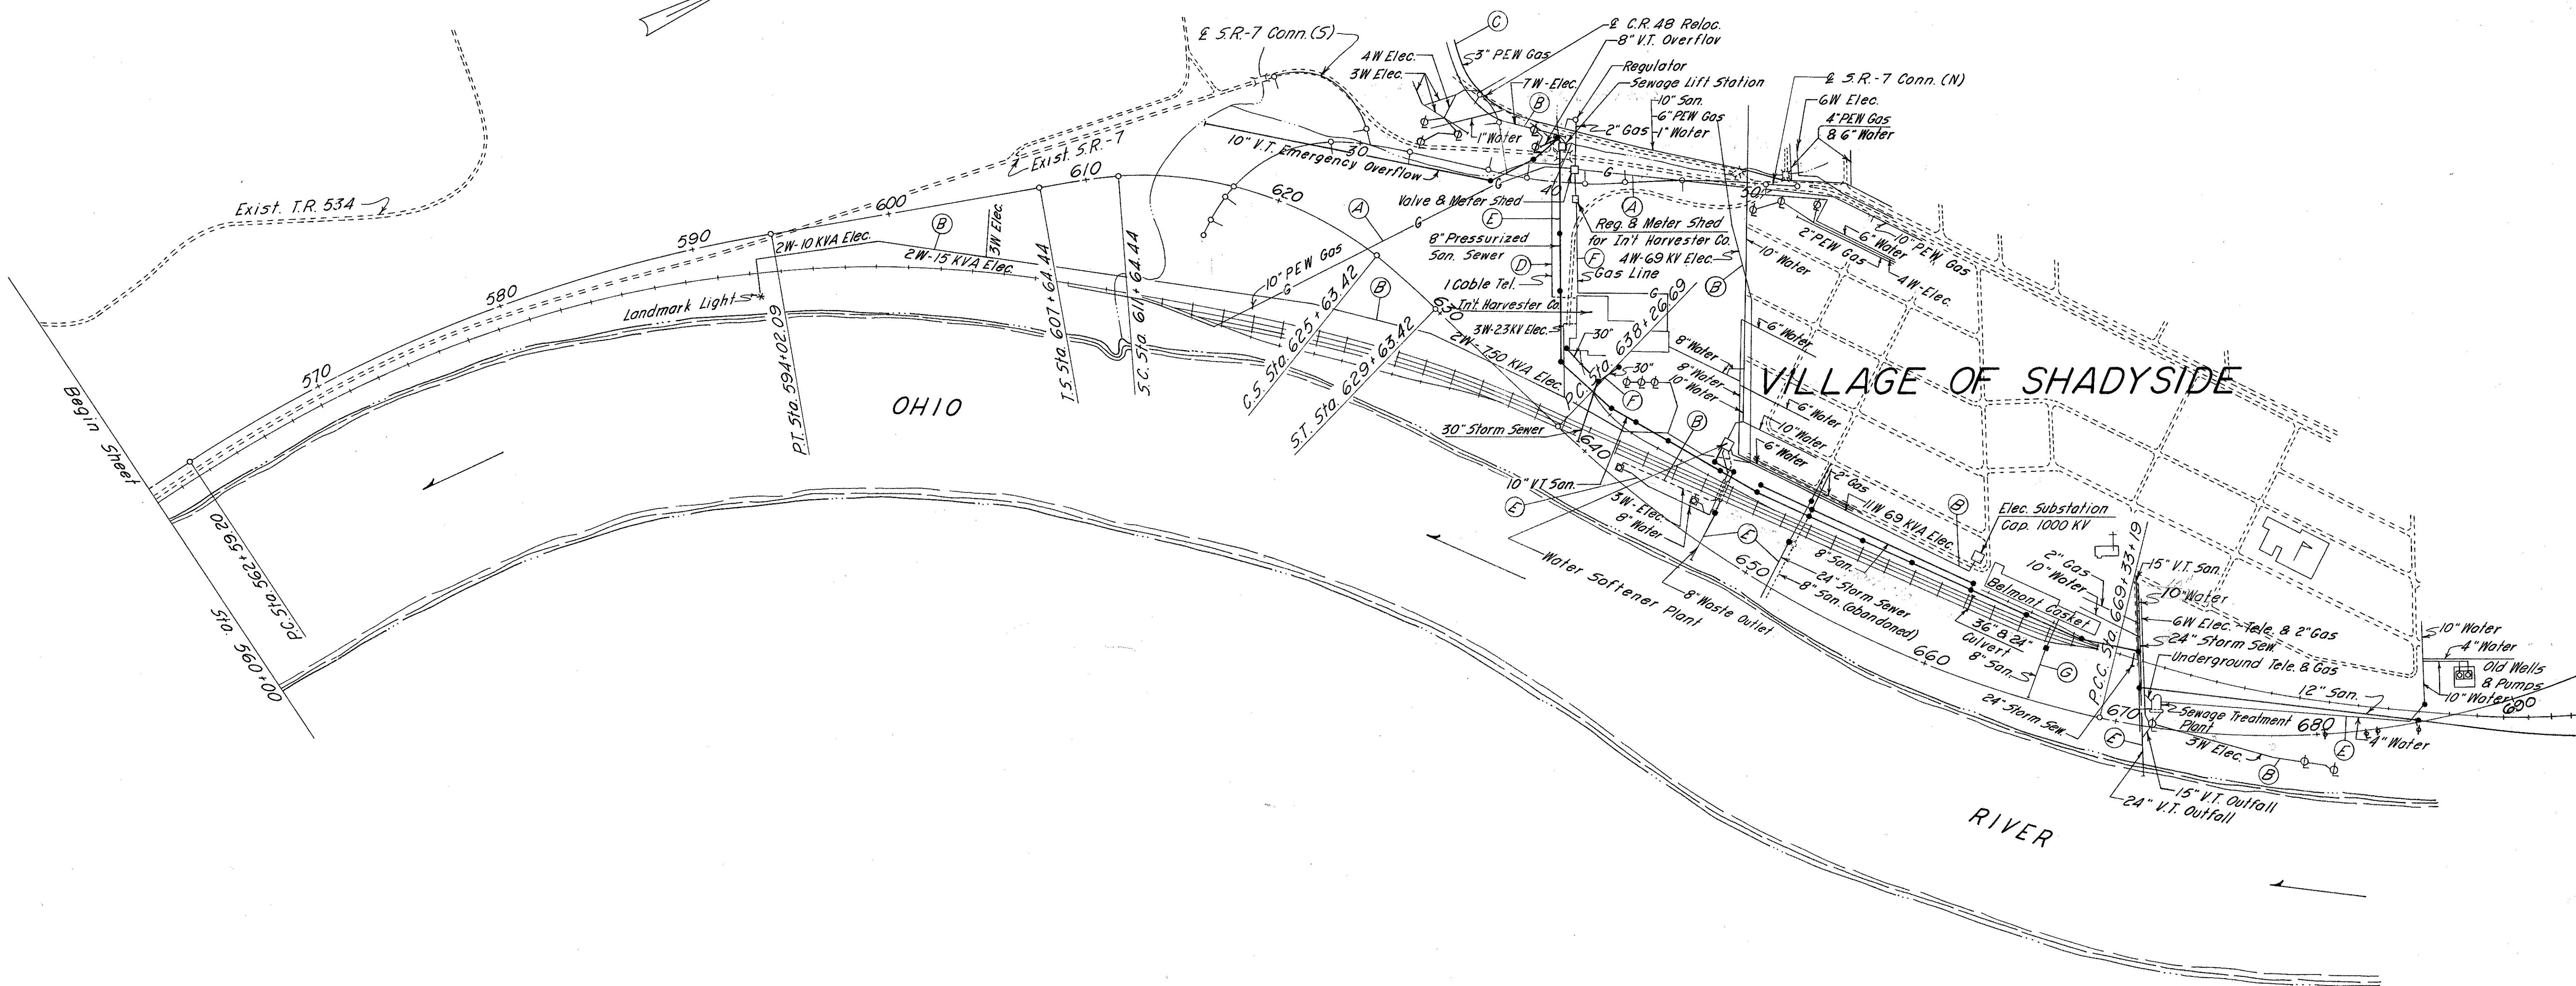 Exist. T.R. 534
Begin Sheet
Sta. 560+00
P.C. Sta. 562+59.20
570
580
590
600
610
620
630
640
650
660
670
680
690
30
40
50
Landmark Light
P.T. Sta. 594+02.09
2W-10 KVA Elec.
B
3W Elec.
2W-15 KVA Elec.
Exist. S.R.-7
T.S. Sta. 607+64.44
S.C. Sta. 611+64.44
OHIO
℄ S.R.-7 Conn. (S)
10" V.T. Emergency Overflow
A
G
10" PEW Gas
G
B
C.S. Sta. 625+63.42
S.T. Sta. 629+63.42
C
4W Elec.
3W Elec.
3" PEW Gas
℄ C.R. 48 Reloc.
8" V.T. Overflow
Regulator
Sewage Lift Station
7W-Elec.
B
1" Water
2" Gas
10" San.
6" PEW Gas
1" Water
℄ S.R.-7 Conn. (N)
6W Elec.
4" PEW Gas
& 6" Water
G
G
Valve & Meter Shed
E
A
8" Pressurized
San. Sewer
D
1 Cable Tel.
Int. Harvester Co.
3W-23KV Elec.
Reg. & Meter Shed
for In't Harvester Co.
F
4W-69 KV Elec.
Gas Line
G
B
10" Water
6" Water
2" PEW Gas
10" PEW Gas
4W-Elec.
2W-750 KVA Elec.
30"
30"
P.C. Sta. 638+26.69
F
8" Water
8" Water
10" Water
6" Water
6" Water
10" Water
6" Water
VILLAGE OF SHADYSIDE
30" Storm Sewer
B
10" V.T. San.
E
3W-Elec.
8" Water
Water Softener Plant
E
8" Waste Outlet
2" Gas
11W 69 KVA Elec.
B
Elec. Substation
Cap. 1000 KV
8" San.
24" Storm Sewer
8" San. (abandoned)
36" & 24"
Culvert
8" San.
Belmont Casket
G
2" Gas
10" Water
P.C.C. Sta. 669+33.19
15" V.T. San.
10" Water
6W Elec.-Tele. & 2" Gas
24" Storm Sew.
Underground Tele. & Gas
24" Storm Sew.
12" San.
10" Water
4" Water
Old Wells
& Pumps
10" Water
Sewage Treatment
Plant
E
3W Elec.
B
E
4" Water
15" V.T. Outfall
24" V.T. Outfall
RIVER